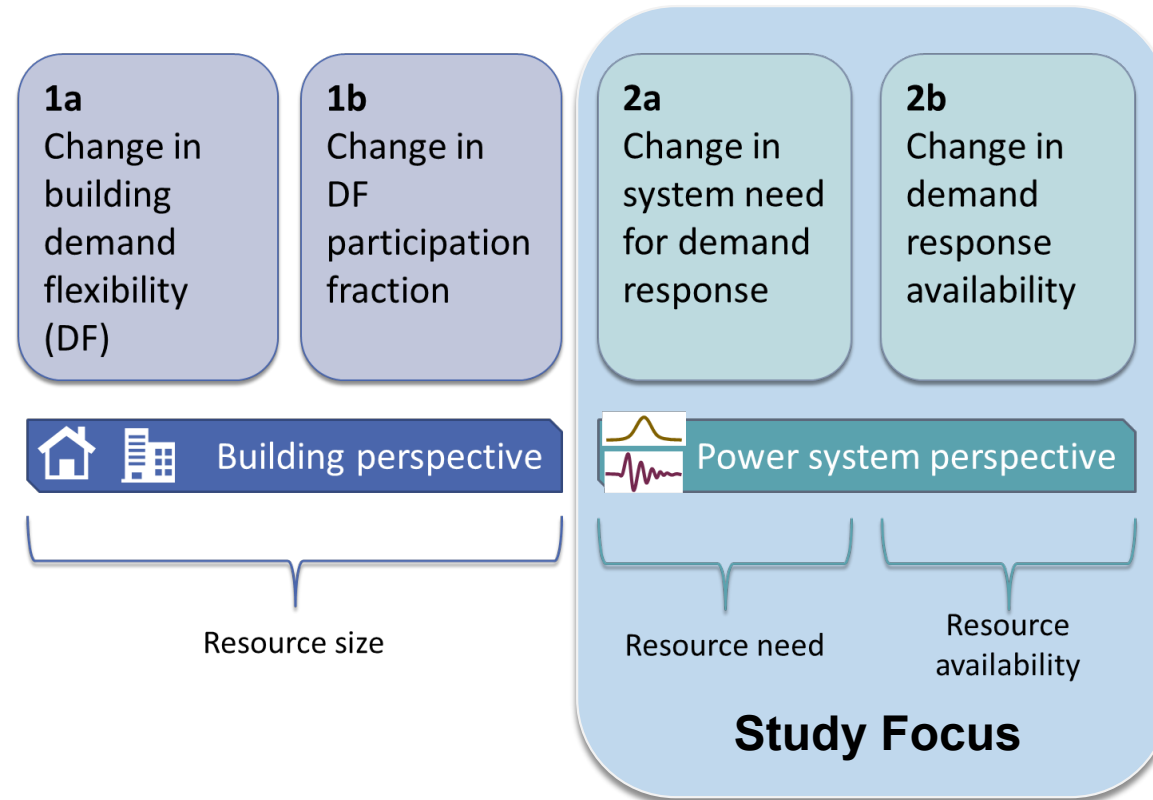 1a
Change in
building
demand
flexibility
(DF)
1b
Change in
DF
participation
fraction
2a
Change in
system need
for demand
response
2b
Change in
demand
response
availability
Building perspective
Power system perspective
Resource size
Resource need
Resource
availability
Study Focus